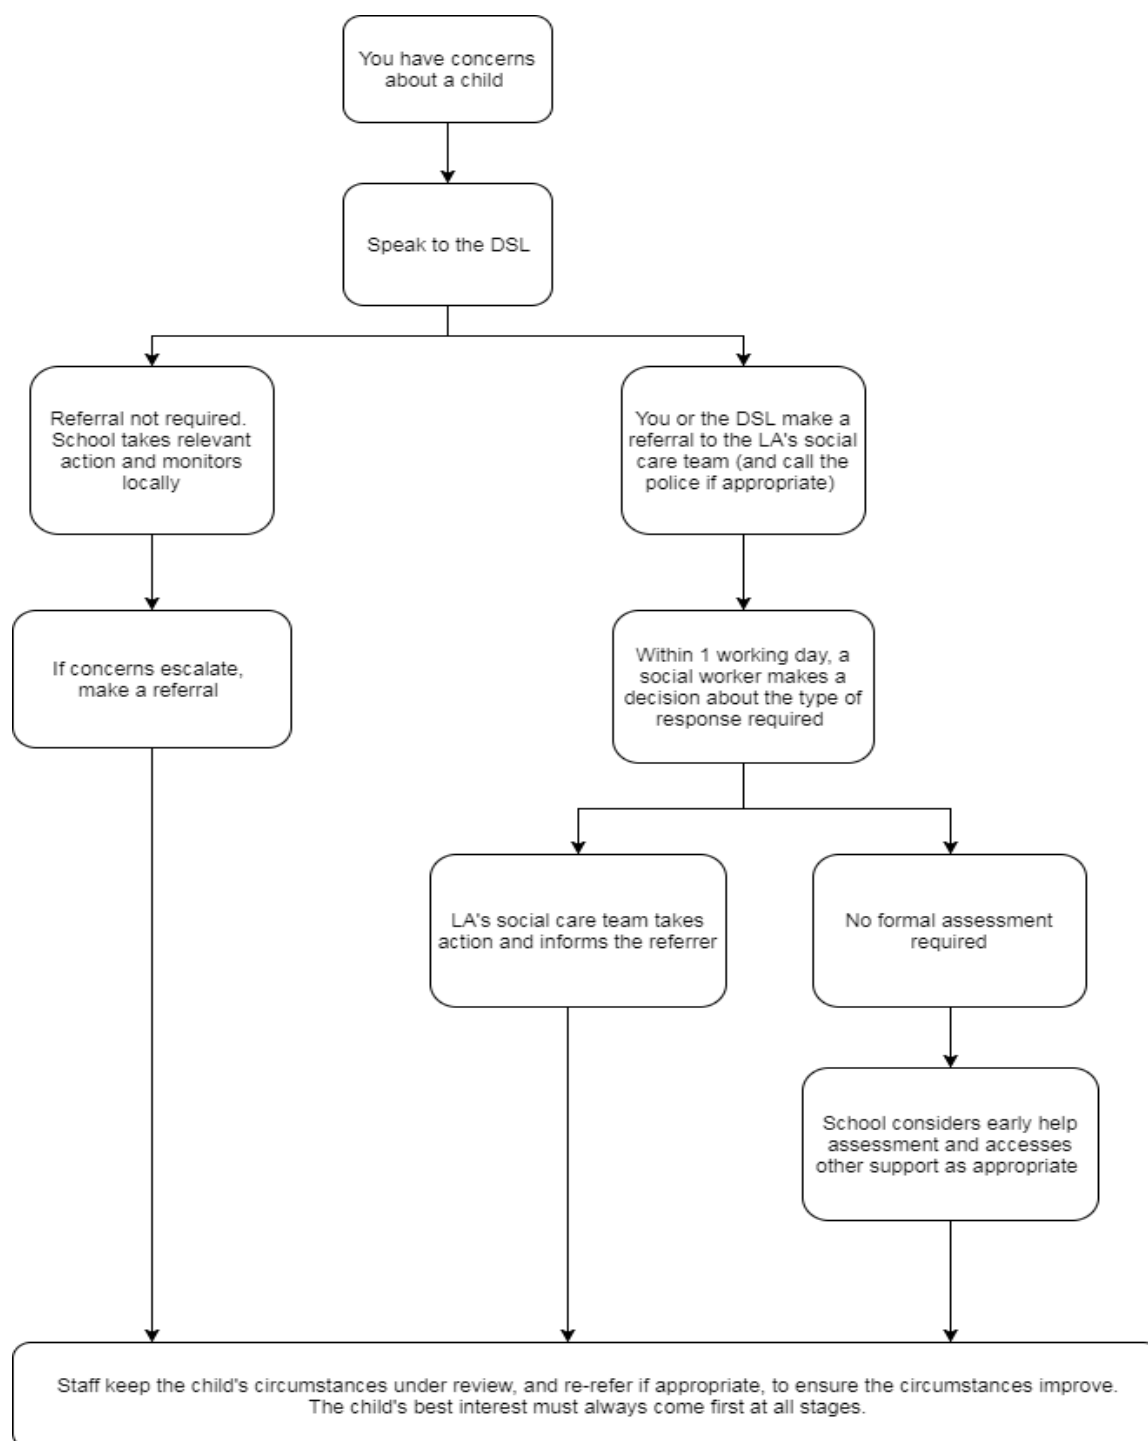 You have concerns
about a child
Speak to the DSL
Referral not required.
School takes relevant
action and monitors
locally
You or the DSL make a
referral to the LA's social
care team (and call the
police if appropriate)
If concerns escalate,
make a referral
Within 1 working day, a
social worker makes a
decision about the type of
response required
LA's social care team takes
action and informs the referrer
No formal assessment
required
School considers early help
assessment and accesses
other support as appropriate
Staff keep the child's circumstances under review, and re-refer if appropriate, to ensure the circumstances improve.
The child's best interest must always come first at all stages.